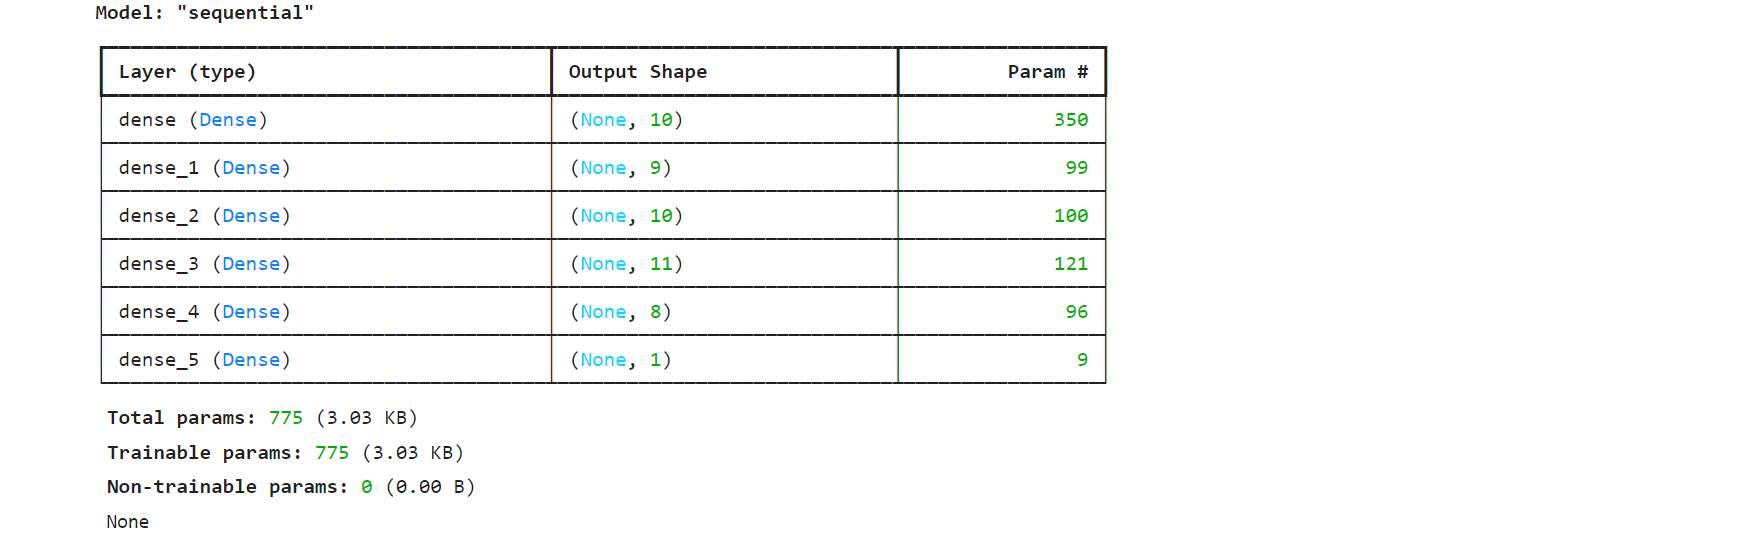 Model: "sequential"
Layer (type) Output Shape Param #
dense (Dense) (None, 10) 350
dense_1 (Dense) (None, 9) 99
dense_2 (Dense) (None, 10) 100
dense_3 (Dense) (None, 11) 121
dense_4 (Dense) (None, 8) 96
dense_5 (Dense) (None, 1) 9
Total params: 775 (3.03 KB)
Trainable params: 775 (3.03 KB)
Non-trainable params: 0 (0.00 B)
None